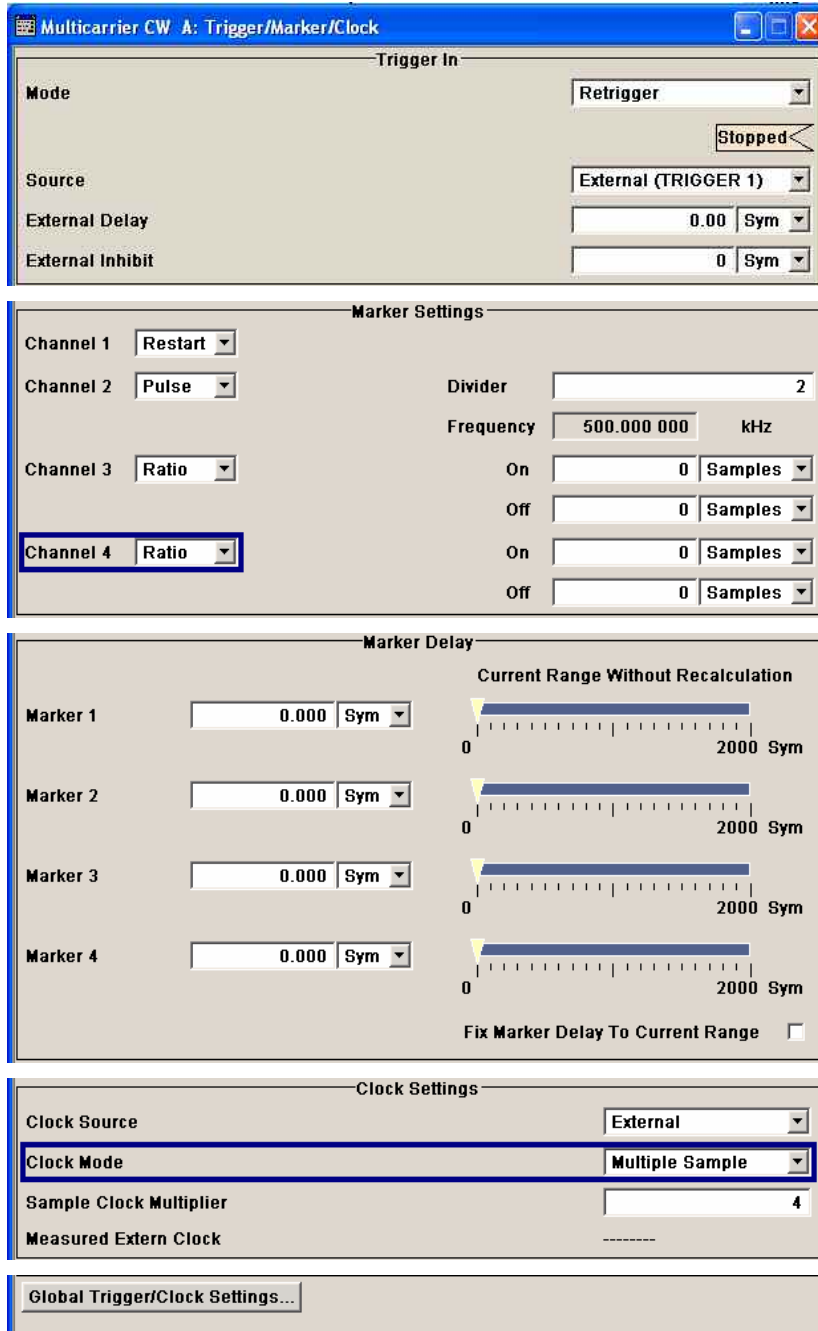 Multicarrier CW A: Trigger/Marker/Clock
Trigger In
Mode Retrigger
Stopped
Source External (TRIGGER 1)
External Delay 0.00 Sym
External Inhibit 0 Sym
Marker Settings
Channel 1 Restart
Channel 2 Pulse Divider 2
Frequency 500.000 000 kHz
Channel 3 Ratio On 0 Samples
Off 0 Samples
Channel 4 Ratio On 0 Samples
Off 0 Samples
Marker Delay
Current Range Without Recalculation
Marker 1 0.000 Sym
0 2000 Sym
Marker 2 0.000 Sym
0 2000 Sym
Marker 3 0.000 Sym
0 2000 Sym
Marker 4 0.000 Sym
0 2000 Sym
Fix Marker Delay To Current Range
Clock Settings
Clock Source External
Clock Mode Multiple Sample
Sample Clock Multiplier 4
Measured Extern Clock --------
Global Trigger/Clock Settings...